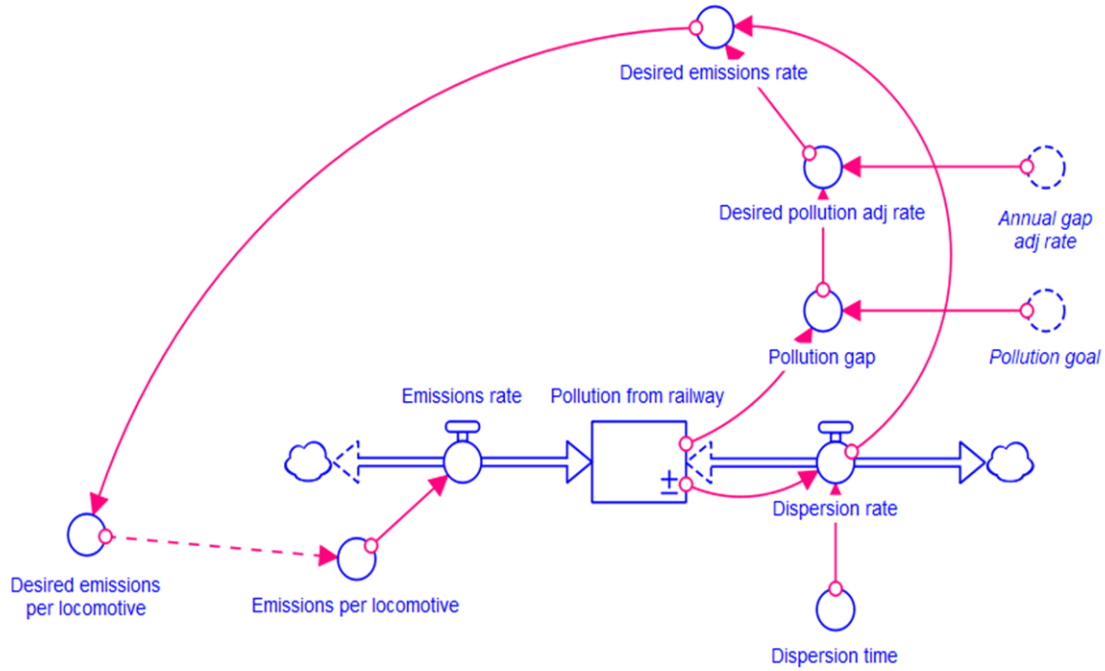 Desired emissions rate
Desired pollution adj rate
Annual gap
adj rate
Pollution gap
Pollution goal
Emissions rate
Pollution from railway
Dispersion rate
Desired emissions
per locomotive
Emissions per locomotive
Dispersion time